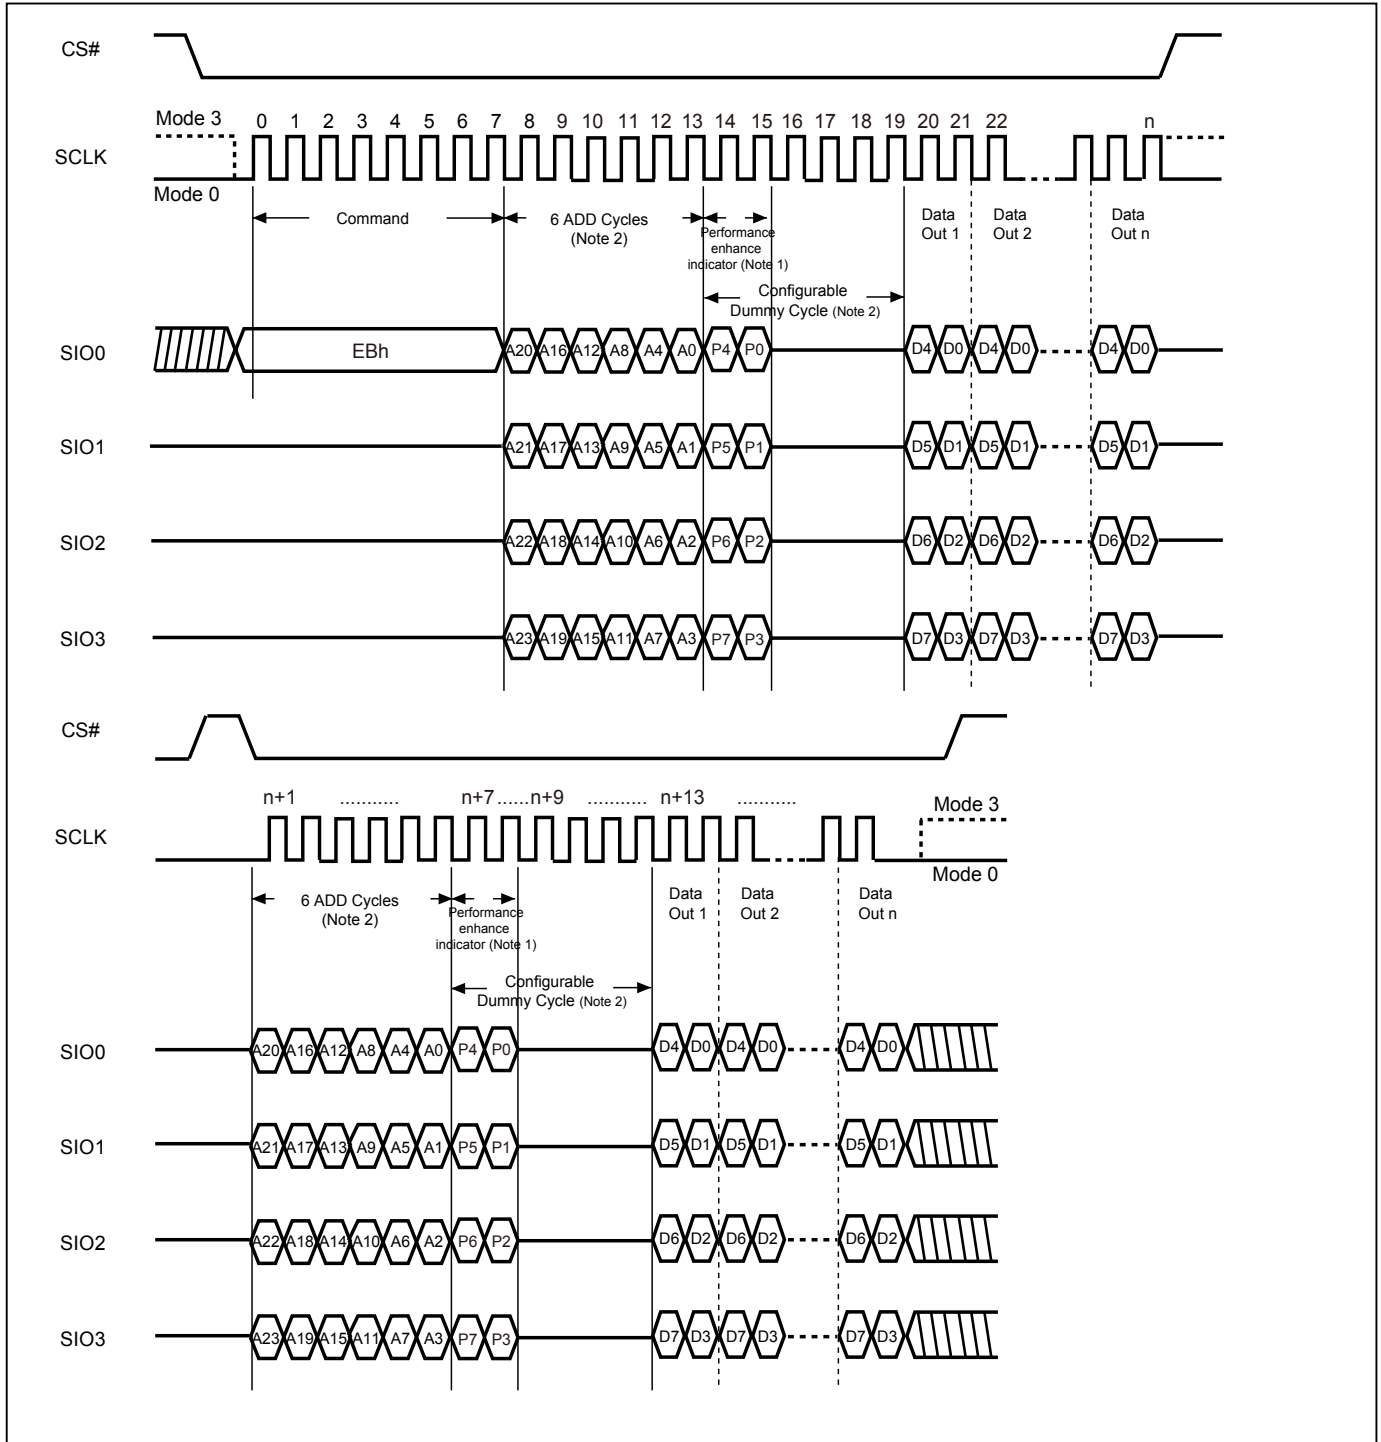 CS#
Mode 3
0 1 2 3 4 5 6 7 8 9 10 11 12 13 14 15 16 17 18 19 20 21 22 n
SCLK
Mode 0
Command
6 ADD Cycles
(Note 2)
Performance
enhance
indicator (Note 1)
Data
Out 1
Data
Out 2
Data
Out n
Configurable
Dummy Cycle (Note 2)
SIO0 EBh A20 A16 A12 A8 A4 A0 P4 P0 D4 D0 D4 D0 D4 D0
SIO1 A21 A17 A13 A9 A5 A1 P5 P1 D5 D1 D5 D1 D5 D1
SIO2 A22 A18 A14 A10 A6 A2 P6 P2 D6 D2 D6 D2 D6 D2
SIO3 A23 A19 A15 A11 A7 A3 P7 P3 D7 D3 D7 D3 D7 D3
CS#
n+1 ........... n+7 ......n+9 ........... n+13 ...........
Mode 3
SCLK
Mode 0
6 ADD Cycles
(Note 2)
Performance
enhance
indicator (Note 1)
Data
Out 1
Data
Out 2
Data
Out n
Configurable
Dummy Cycle (Note 2)
SIO0 A20 A16 A12 A8 A4 A0 P4 P0 D4 D0 D4 D0 D4 D0
SIO1 A21 A17 A13 A9 A5 A1 P5 P1 D5 D1 D5 D1 D5 D1
SIO2 A22 A18 A14 A10 A6 A2 P6 P2 D6 D2 D6 D2 D6 D2
SIO3 A23 A19 A15 A11 A7 A3 P7 P3 D7 D3 D7 D3 D7 D3